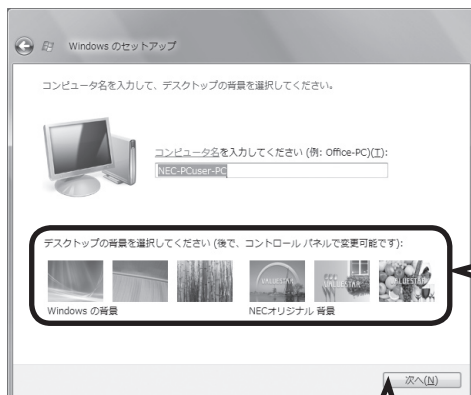 Windows のセットアップ
コンピュータ名を入力して、デスクトップの背景を選択してください。
コンピュータ名を入力してください (例: Office-PC)(T):
NEC-PCuser-PC
デスクトップの背景を選択してください (後で、コントロール パネルで変更可能です):
VALUESTAR VALUESTAR VALUESTAR
Windows の背景 NECオリジナル 背景
次へ(N)